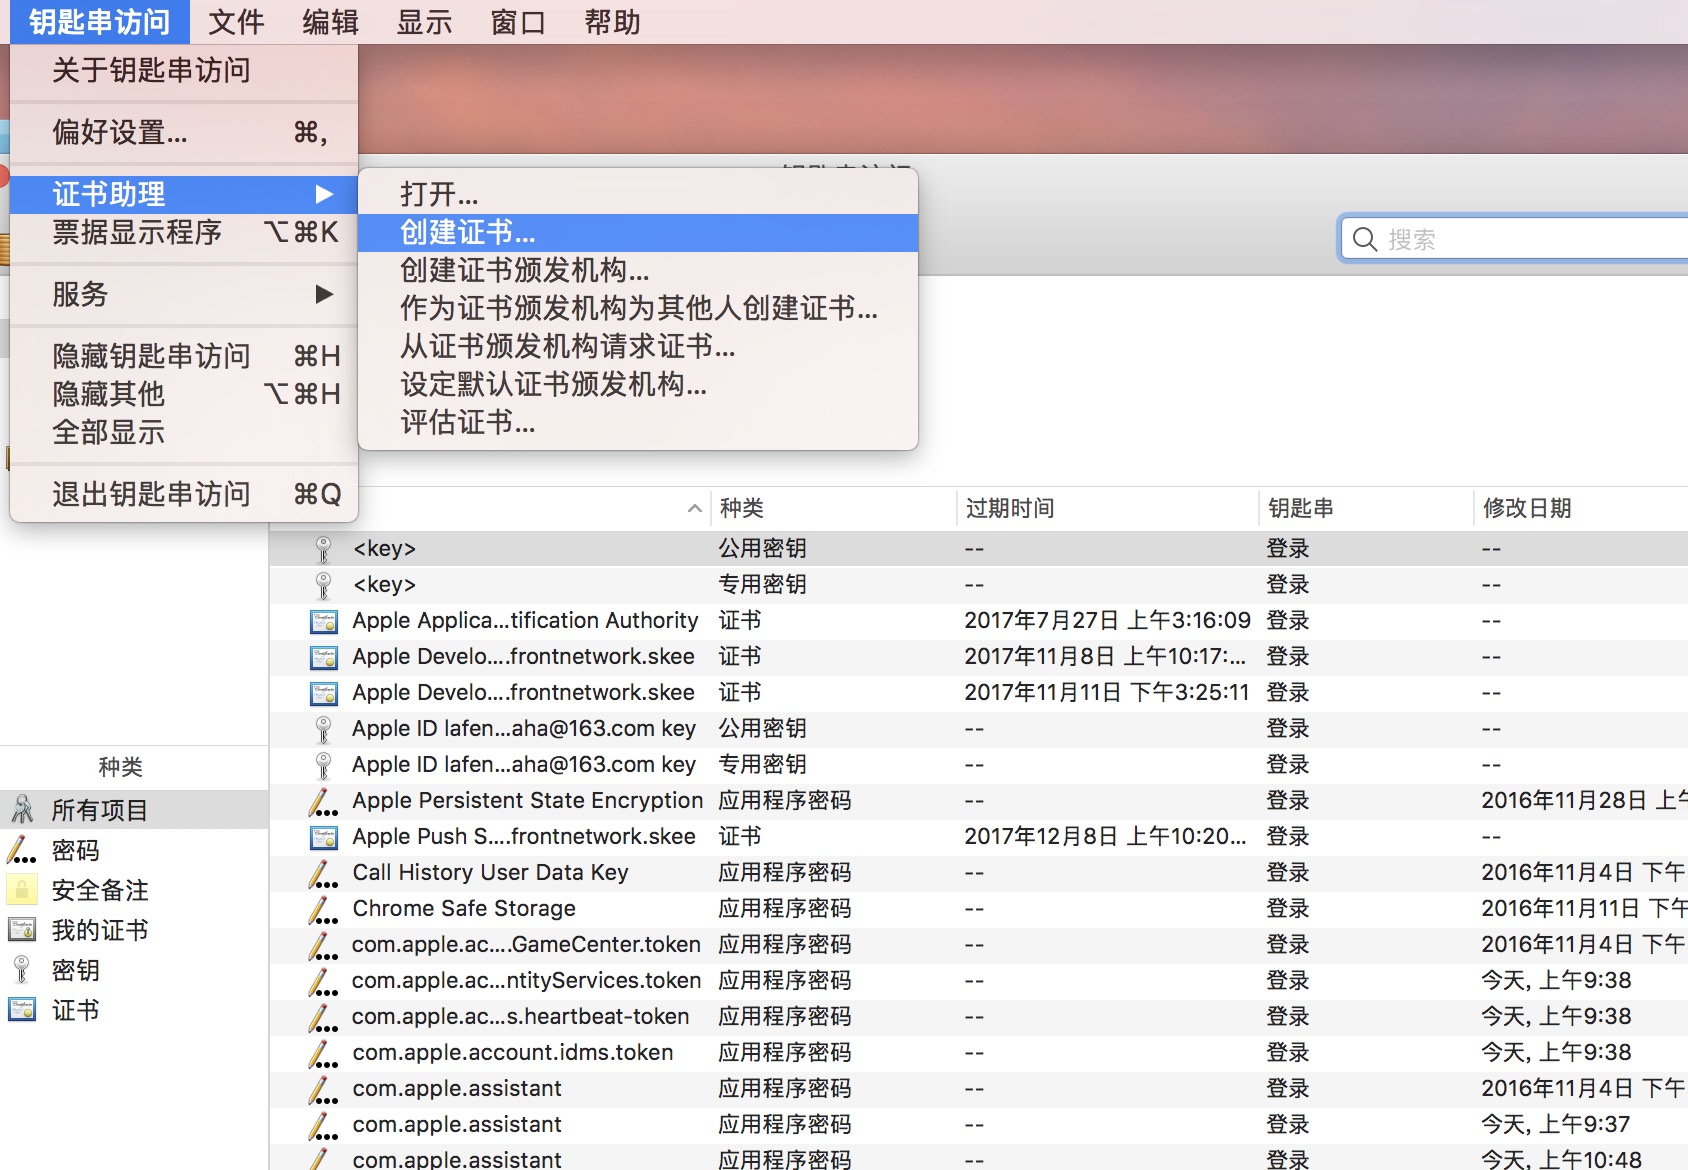 钥匙串访问 文件 编辑 显示 窗口 帮助
关于钥匙串访问
偏好设置... ⌘,
证书助理 ▶
票据显示程序 ⌥⌘K
服务 ▶
隐藏钥匙串访问 ⌘H
隐藏其他 ⌥⌘H
全部显示
退出钥匙串访问 ⌘Q
打开...
创建证书...
创建证书颁发机构...
作为证书颁发机构为其他人创建证书...
从证书颁发机构请求证书...
设定默认证书颁发机构...
评估证书...
搜索
种类
所有项目
密码
安全备注
我的证书
密钥
证书
种类 过期时间 钥匙串 修改日期
<key> 公用密钥 -- 登录 --
<key> 专用密钥 -- 登录 --
Apple Applica...tification Authority 证书 2017年7月27日 上午3:16:09 登录 --
Apple Develo....frontnetwork.skee 证书 2017年11月8日 上午10:17:... 登录 --
Apple Develo....frontnetwork.skee 证书 2017年11月11日 下午3:25:11 登录 --
Apple ID lafen...aha@163.com key 公用密钥 -- 登录 --
Apple ID lafen...aha@163.com key 专用密钥 -- 登录 --
Apple Persistent State Encryption 应用程序密码 -- 登录 2016年11月28日 上午
Apple Push S....frontnetwork.skee 证书 2017年12月8日 上午10:20... 登录 --
Call History User Data Key 应用程序密码 -- 登录 2016年11月4日 下午
Chrome Safe Storage 应用程序密码 -- 登录 2016年11月11日 下午
com.apple.ac....GameCenter.token 应用程序密码 -- 登录 2016年11月4日 下午
com.apple.ac...ntityServices.token 应用程序密码 -- 登录 今天, 上午9:38
com.apple.ac...s.heartbeat-token 应用程序密码 -- 登录 今天, 上午9:38
com.apple.account.idms.token 应用程序密码 -- 登录 今天, 上午9:38
com.apple.assistant 应用程序密码 -- 登录 2016年11月4日 下午
com.apple.assistant 应用程序密码 -- 登录 今天, 上午9:37
com.apple.assistant 应用程序密码 -- 登录 今天, 上午10:48